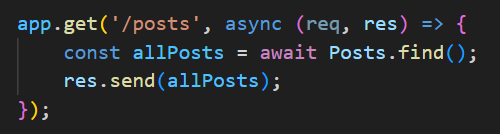 app.get('/posts', async (req, res) => {
    const allPosts = await Posts.find();
    res.send(allPosts);
});